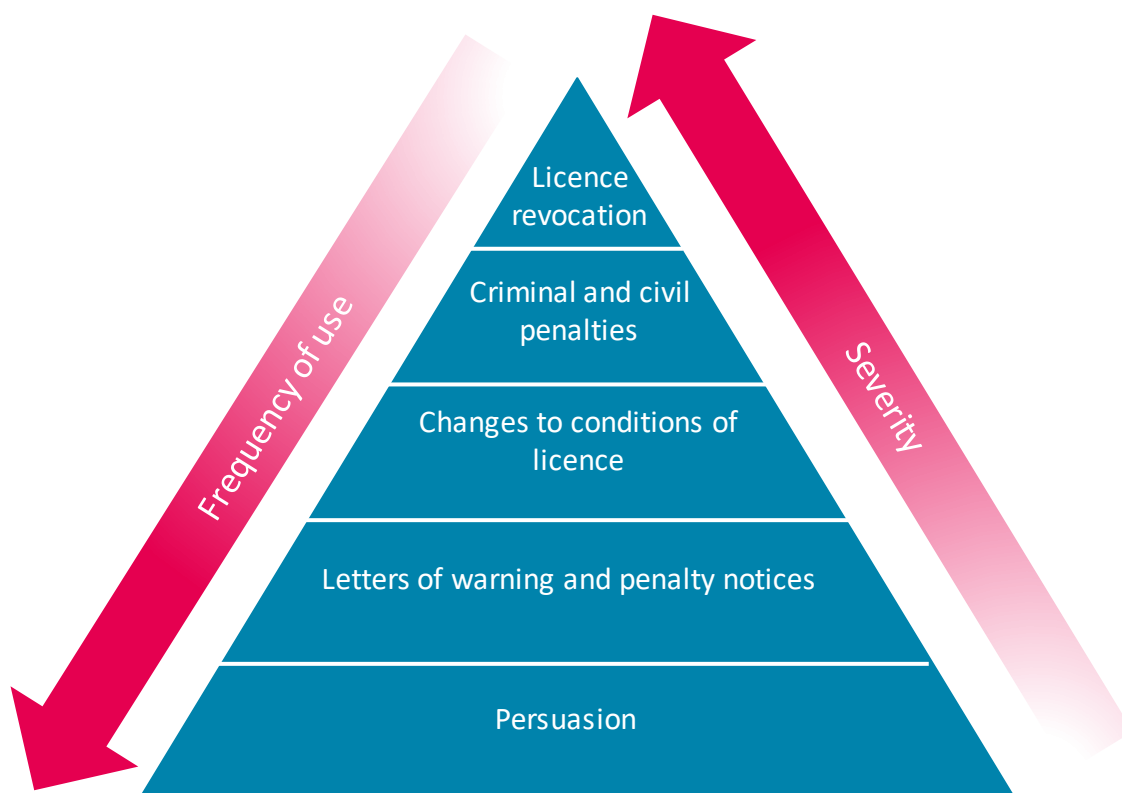 Licence
revocation
Criminal and civil
penalties
Changes to conditions of
licence
Letters of warning and penalty notices
Persuasion
Frequency of use
Severity